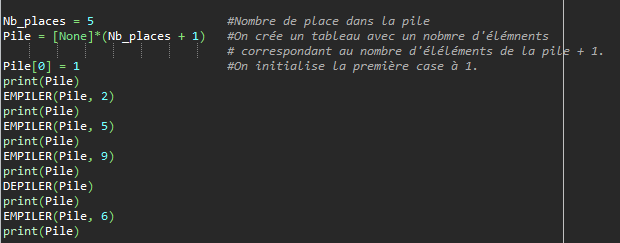 Nb_places = 5 #Nombre de place dans la pile
Pile = [None]*(Nb_places + 1) #On crée un tableau avec un nobmre d'élémnents
# correspondant au nombre d'éléléments de la pile + 1.
Pile[0] = 1 #On initialise la première case à 1.
print(Pile)
EMPILER(Pile, 2)
print(Pile)
EMPILER(Pile, 5)
print(Pile)
EMPILER(Pile, 9)
print(Pile)
DEPILER(Pile)
print(Pile)
EMPILER(Pile, 6)
print(Pile)